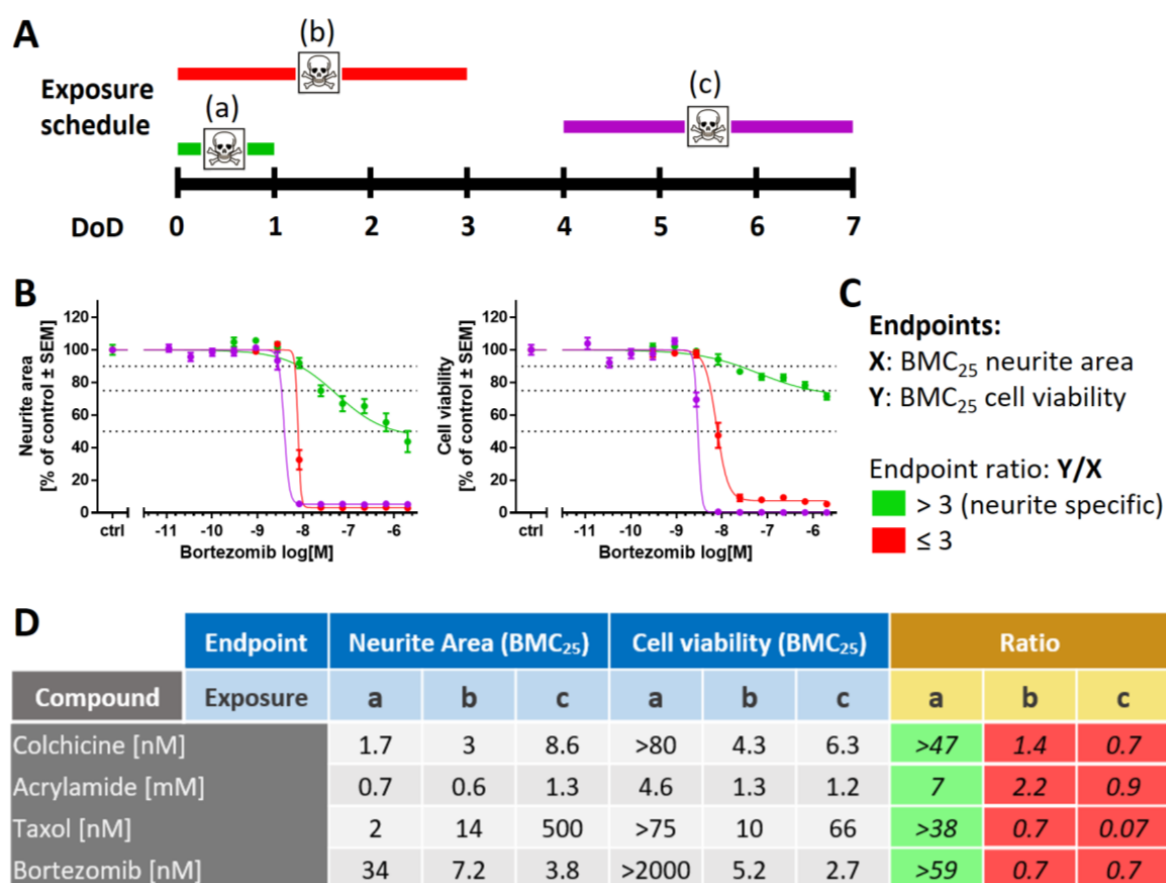 A
(b)
(c)
Exposure
schedule
(a)
DoD 0 1 2 3 4 5 6 7
B
Neurite area
[% of control ± SEM]
120
100
80
60
40
20
0
ctrl -11 -10 -9 -8 -7 -6
Bortezomib log[M]
Cell viability
[% of control ± SEM]
120
100
80
60
40
20
0
ctrl -11 -10 -9 -8 -7 -6
Bortezomib log[M]
C
Endpoints:
X: BMC25 neurite area
Y: BMC25 cell viability
Endpoint ratio: Y/X
> 3 (neurite specific)
≤ 3
D
Endpoint Neurite Area (BMC25) Cell viability (BMC25) Ratio
Compound Exposure a b c a b c a b c
Colchicine [nM] 1.7 3 8.6 >80 4.3 6.3 >47 1.4 0.7
Acrylamide [mM] 0.7 0.6 1.3 4.6 1.3 1.2 7 2.2 0.9
Taxol [nM] 2 14 500 >75 10 66 >38 0.7 0.07
Bortezomib [nM] 34 7.2 3.8 >2000 5.2 2.7 >59 0.7 0.7